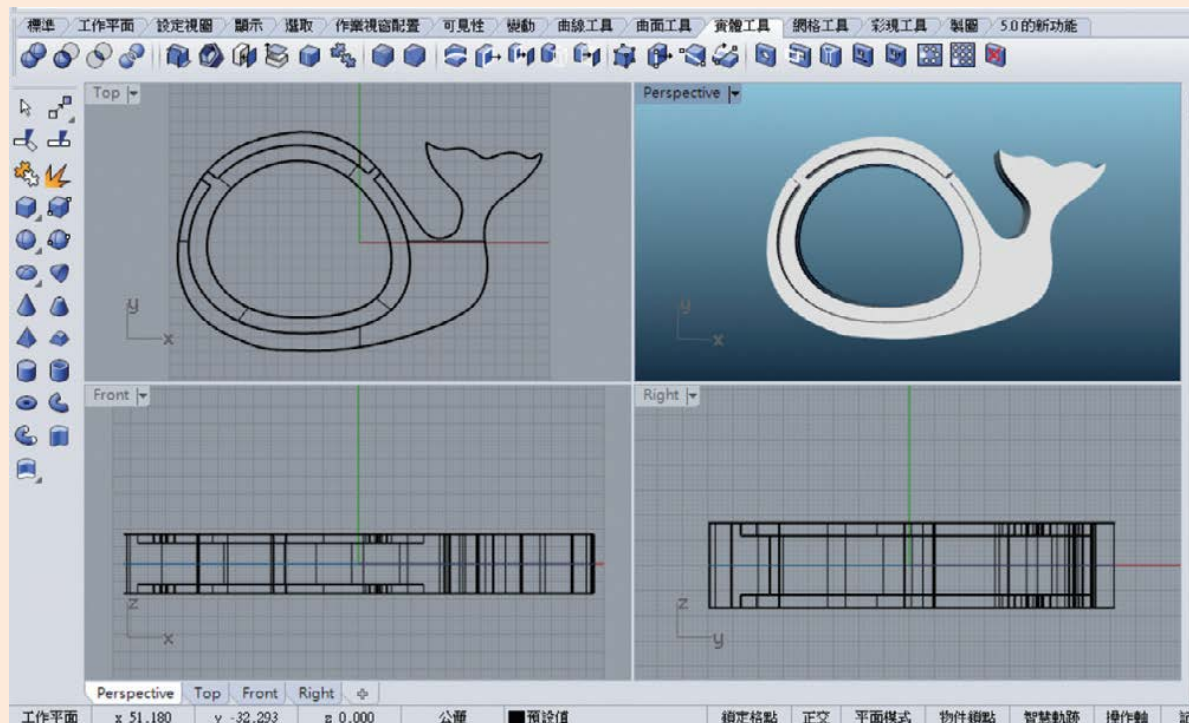 標準 工作平面 設定視圖 顯示 選取 作業視窗配置 可見性 變動 曲線工具 曲面工具 實體工具 網格工具 彩現工具 製圖 5.0 的新功能
Top
Perspective
y
x
y
x
Front
Right
z
x
z
y
Perspective Top Front Right
工作平面 x 51.180 y -32.293 z 0.000 公釐 預設值 鎖定格點 正交 平面模式 物件鎖點 智慧軌跡 操作軸